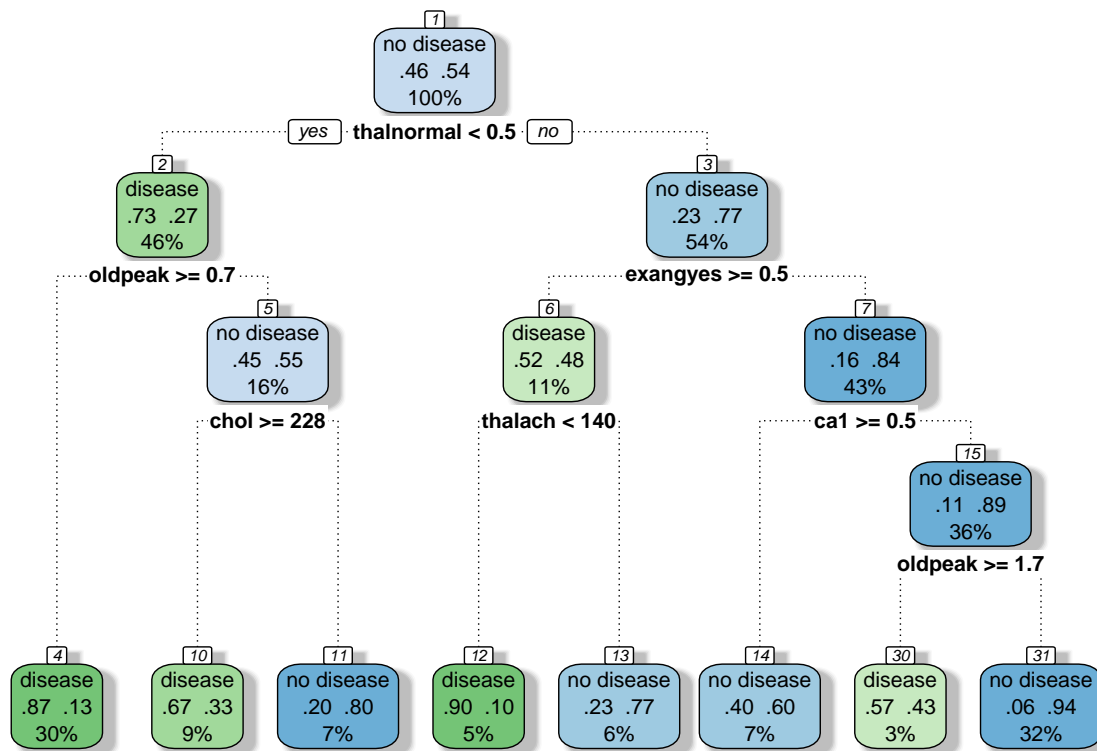 1
no disease
.46 .54
100%
yes thalnormal < 0.5 no
2
disease
.73 .27
46%
oldpeak >= 0.7
3
no disease
.23 .77
54%
exangyes >= 0.5
5
no disease
.45 .55
16%
chol >= 228
6
disease
.52 .48
11%
thalach < 140
7
no disease
.16 .84
43%
ca1 >= 0.5
15
no disease
.11 .89
36%
oldpeak >= 1.7
4
disease
.87 .13
30%
10
disease
.67 .33
9%
11
no disease
.20 .80
7%
12
disease
.90 .10
5%
13
no disease
.23 .77
6%
14
no disease
.40 .60
7%
30
disease
.57 .43
3%
31
no disease
.06 .94
32%